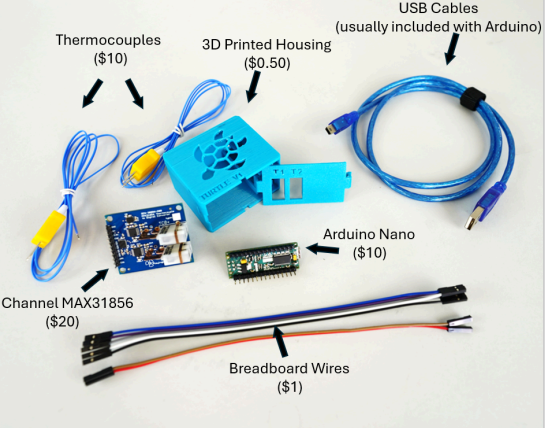 USB Cables
(usually included with Arduino)
Thermocouples
($10)
3D Printed Housing
($0.50)
T1 T2
TURTLE V1
Arduino Nano
($10)
Channel MAX31856
($20)
Breadboard Wires
($1)